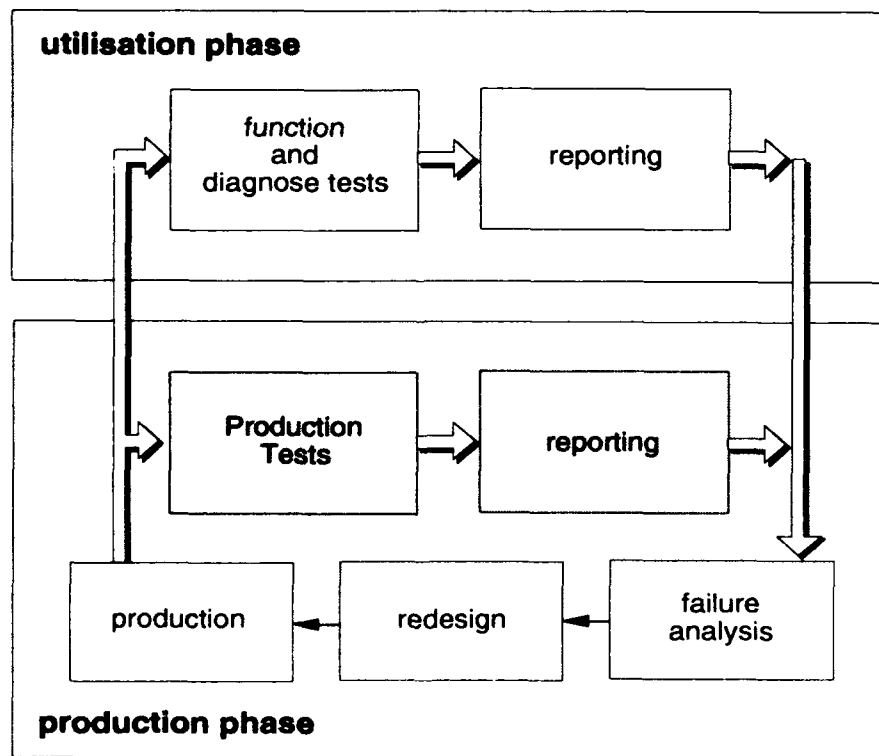 utilisation phase
function
and
diagnose tests
reporting
Production
Tests
reporting
production
redesign
failure
analysis
production phase